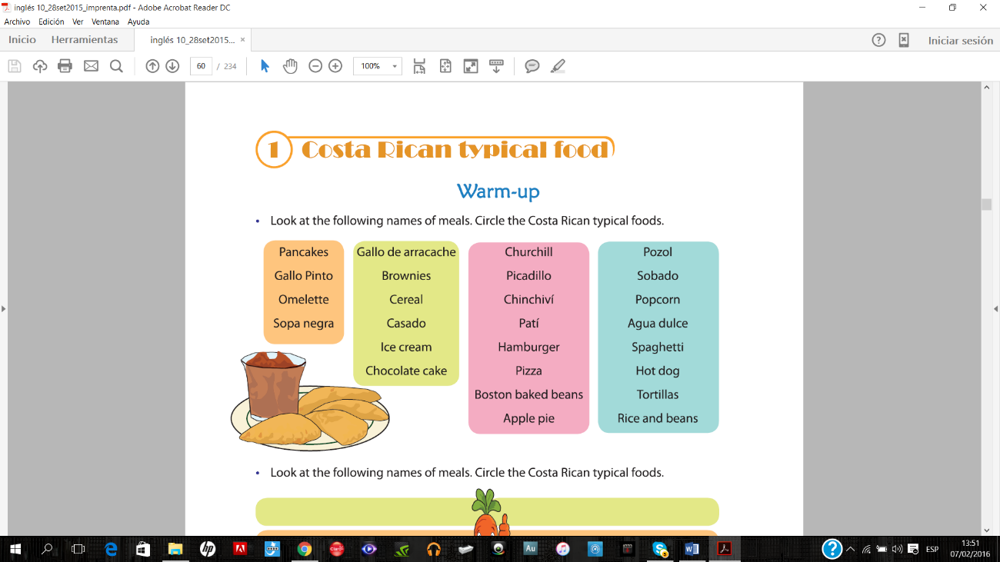 inglés 10_28set2015_imprenta.pdf - Adobe Acrobat Reader DC
Archivo Edición Ver Ventana Ayuda
Inicio Herramientas inglés 10_28set2015... × Iniciar sesión
60 / 234 100%
1 Costa Rican typical food
Warm-up
• Look at the following names of meals. Circle the Costa Rican typical foods.
Pancakes
Gallo Pinto
Omelette
Sopa negra
Gallo de arracache
Brownies
Cereal
Casado
Ice cream
Chocolate cake
Churchill
Picadillo
Chinchiví
Patí
Hamburger
Pizza
Boston baked beans
Apple pie
Pozol
Sobado
Popcorn
Agua dulce
Spaghetti
Hot dog
Tortillas
Rice and beans
• Look at the following names of meals. Circle the Costa Rican typical foods.
hp Claro Au ESP 13:51
07/02/2016